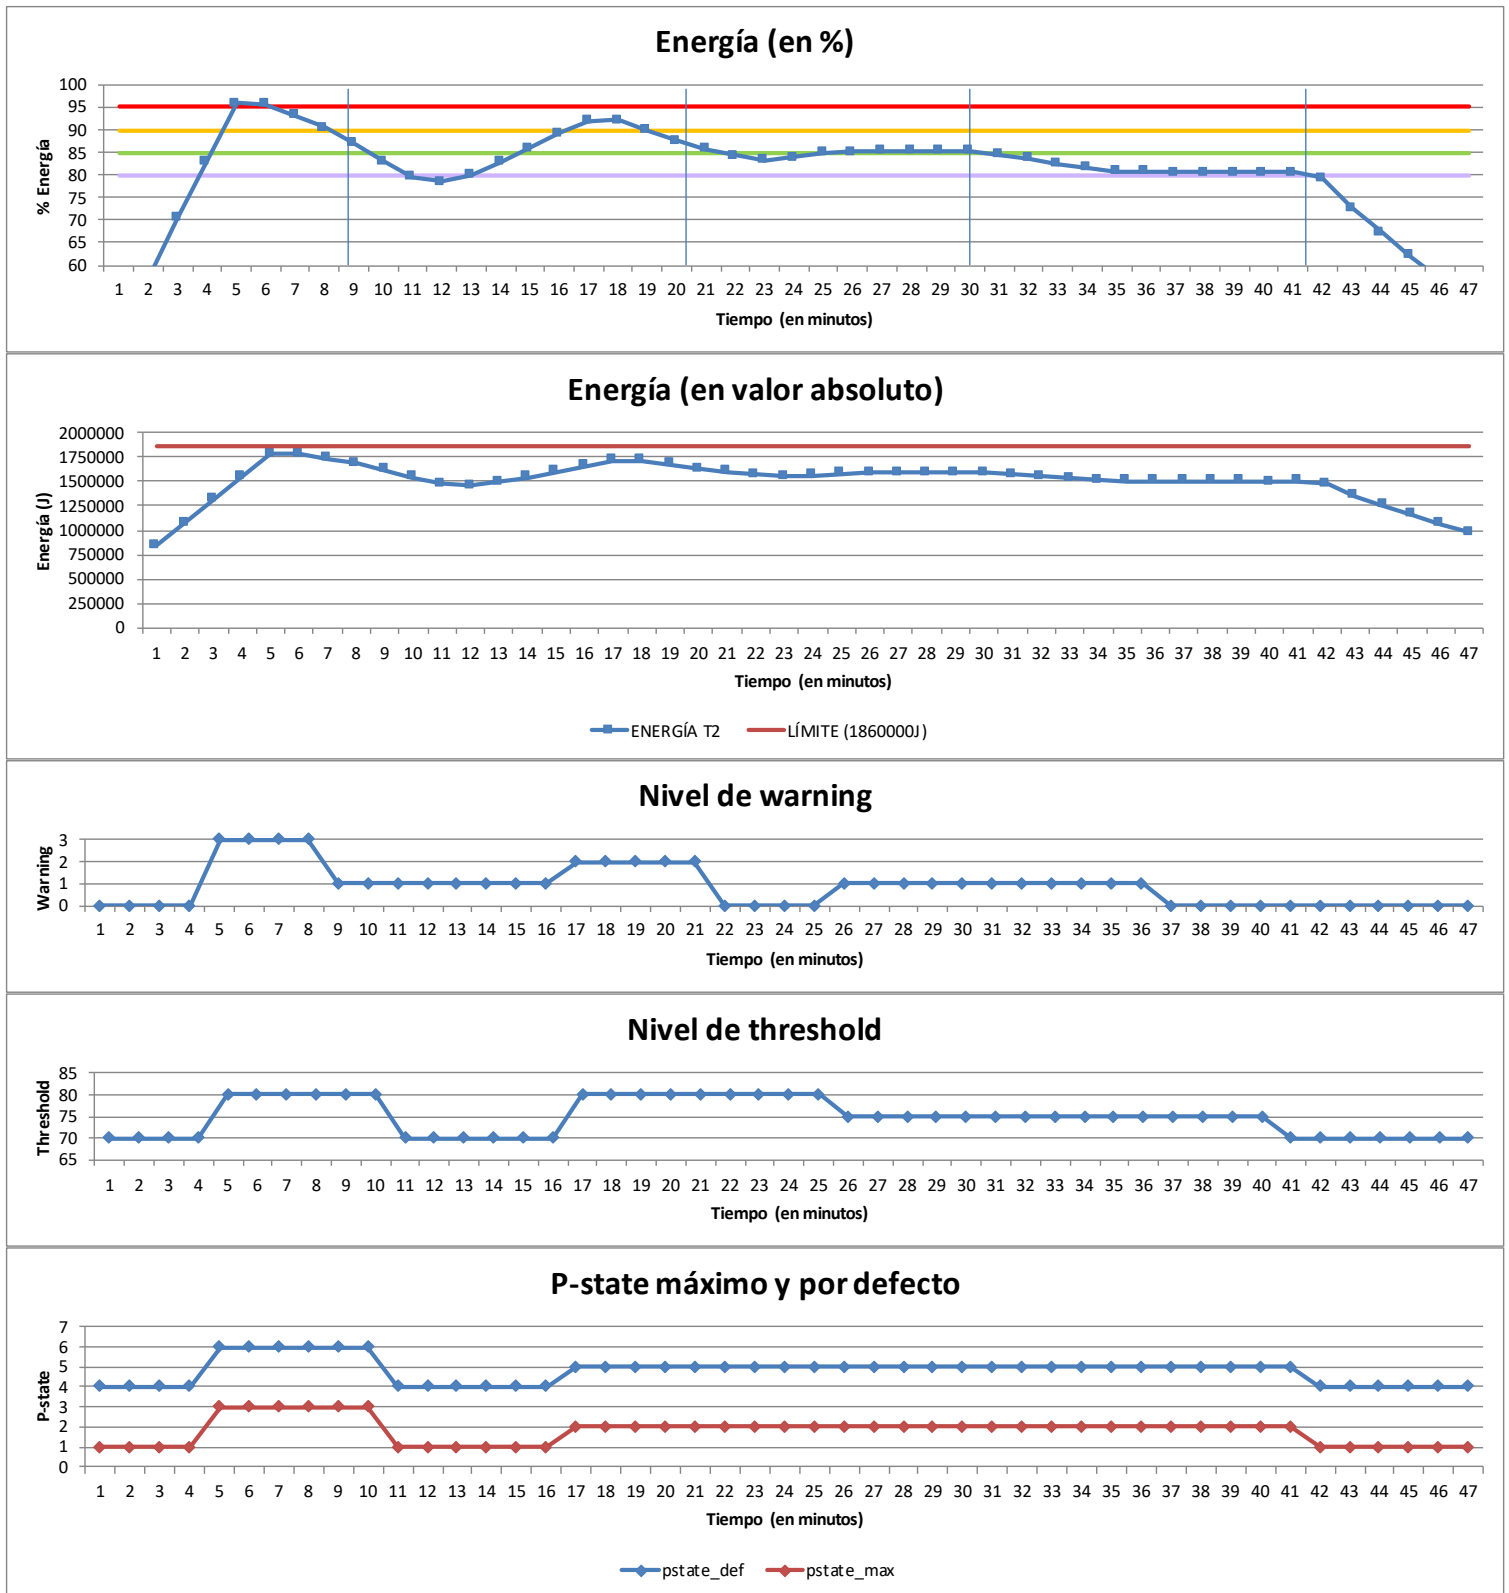 Energía (en %)
100
95
90
85
80
75
70
65
60
% Energía
1 2 3 4 5 6 7 8 9 10 11 12 13 14 15 16 17 18 19 20 21 22 23 24 25 26 27 28 29 30 31 32 33 34 35 36 37 38 39 40 41 42 43 44 45 46 47
Tiempo (en minutos)
Energía (en valor absoluto)
2000000
1750000
1500000
1250000
1000000
750000
500000
250000
0
Energía (J)
1 2 3 4 5 6 7 8 9 10 11 12 13 14 15 16 17 18 19 20 21 22 23 24 25 26 27 28 29 30 31 32 33 34 35 36 37 38 39 40 41 42 43 44 45 46 47
Tiempo (en minutos)
ENERGÍA T2 LÍMITE (1860000J)
Nivel de warning
3
2
1
0
Warning
1 2 3 4 5 6 7 8 9 10 11 12 13 14 15 16 17 18 19 20 21 22 23 24 25 26 27 28 29 30 31 32 33 34 35 36 37 38 39 40 41 42 43 44 45 46 47
Tiempo (en minutos)
Nivel de threshold
85
80
75
70
65
Threshold
1 2 3 4 5 6 7 8 9 10 11 12 13 14 15 16 17 18 19 20 21 22 23 24 25 26 27 28 29 30 31 32 33 34 35 36 37 38 39 40 41 42 43 44 45 46 47
Tiempo (en minutos)
P-state máximo y por defecto
7
6
5
4
3
2
1
0
P-state
1 2 3 4 5 6 7 8 9 10 11 12 13 14 15 16 17 18 19 20 21 22 23 24 25 26 27 28 29 30 31 32 33 34 35 36 37 38 39 40 41 42 43 44 45 46 47
Tiempo (en minutos)
pstate_def pstate_max